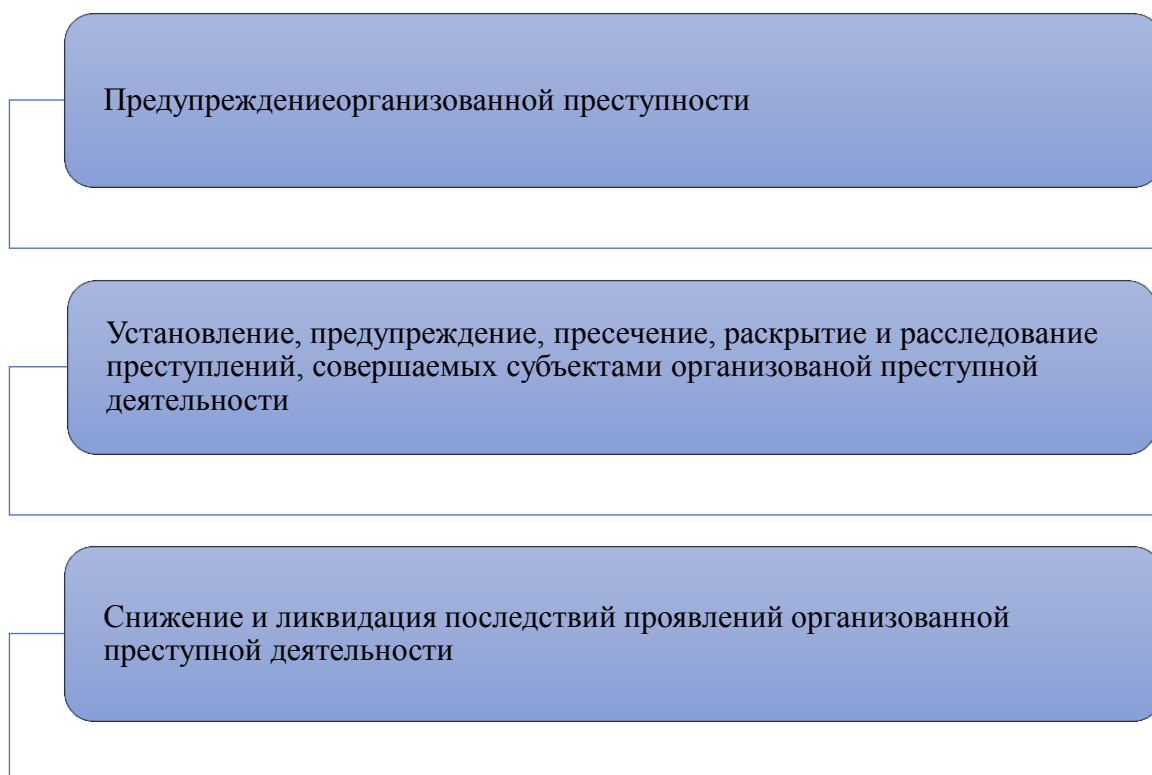 Предупреждениеорганизованной преступности
Установление, предупреждение, пресечение, раскрытие и расследование
преступлений, совершаемых субъектами организованой преступной
деятельности
Снижение и ликвидация последствий проявлений организованной
преступной деятельности